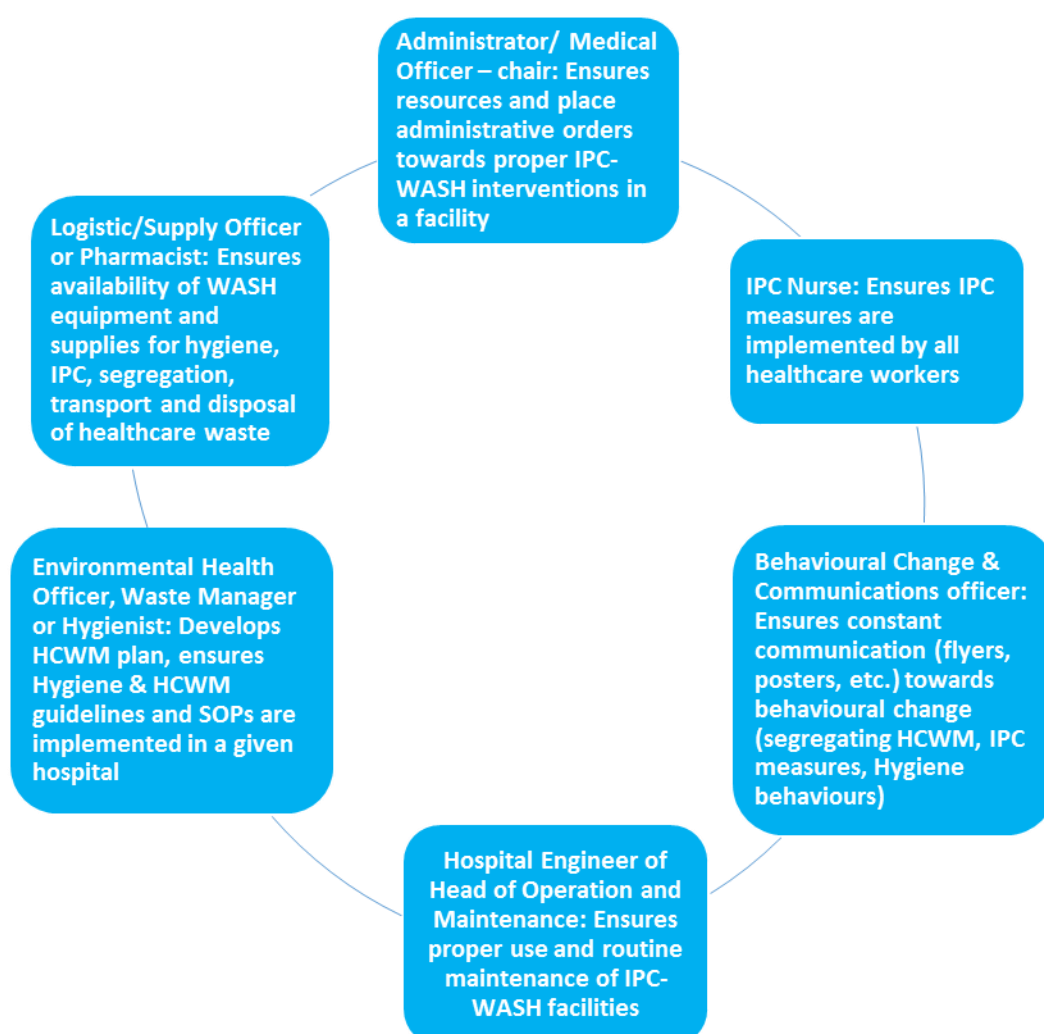 Administrator/ Medical
Officer – chair: Ensures
resources and place
administrative orders
towards proper IPC-
WASH interventions in
a facility
IPC Nurse: Ensures IPC
measures are
implemented by all
healthcare workers
Behavioural Change &
Communications officer:
Ensures constant
communication (flyers,
posters, etc.) towards
behavioural change
(segregating HCWM, IPC
measures, Hygiene
behaviours)
Hospital Engineer of
Head of Operation and
Maintenance: Ensures
proper use and routine
maintenance of IPC-
WASH facilities
Environmental Health
Officer, Waste Manager
or Hygienist: Develops
HCWM plan, ensures
Hygiene & HCWM
guidelines and SOPs are
implemented in a given
hospital
Logistic/Supply Officer
or Pharmacist: Ensures
availability of WASH
equipment and
supplies for hygiene,
IPC, segregation,
transport and disposal
of healthcare waste